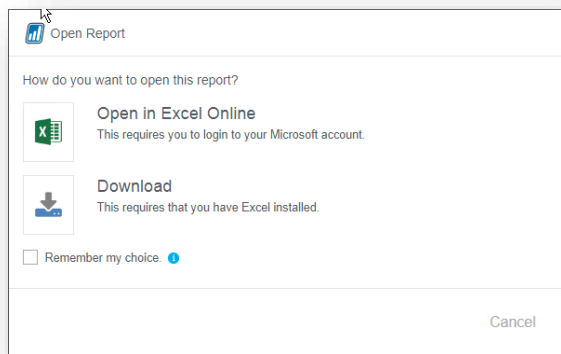 Open Report
How do you want to open this report?
Open in Excel Online
This requires you to login to your Microsoft account.
Download
This requires that you have Excel installed.
Remember my choice.
Cancel